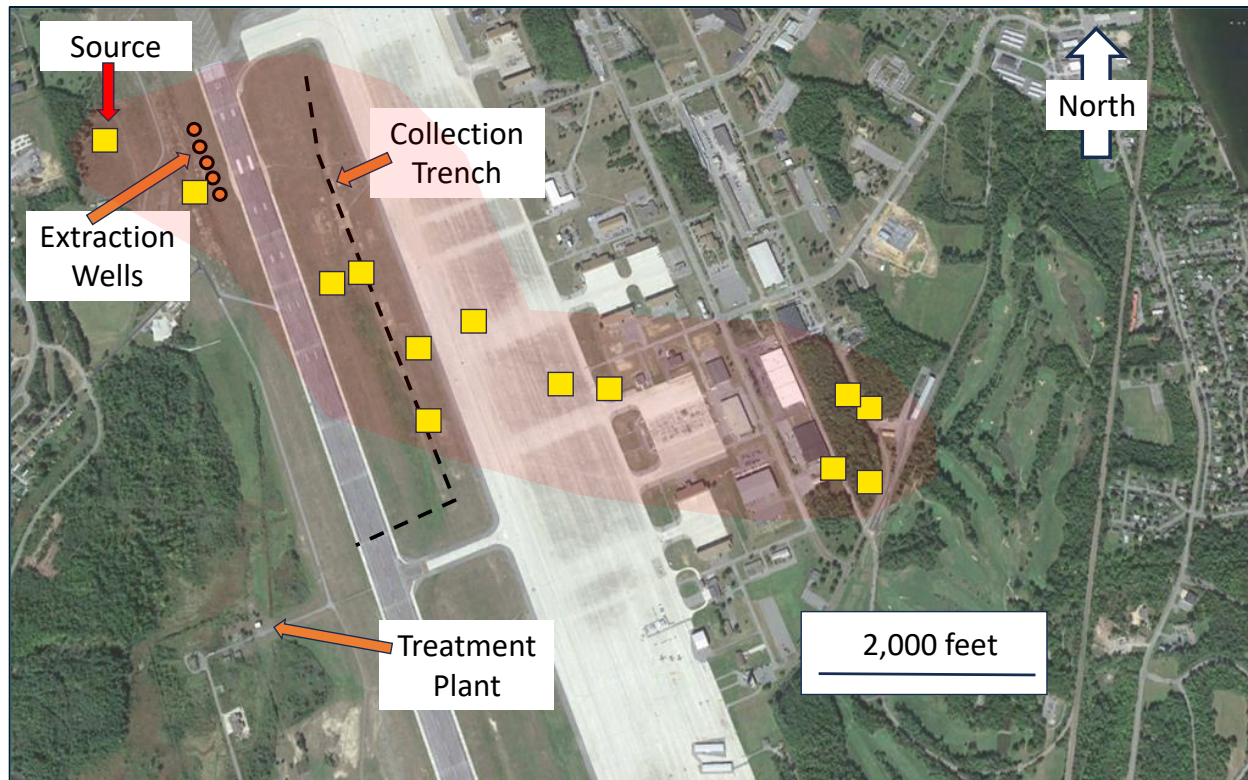 Source
North
Collection
Trench
Extraction
Wells
2,000 feet
Treatment
Plant